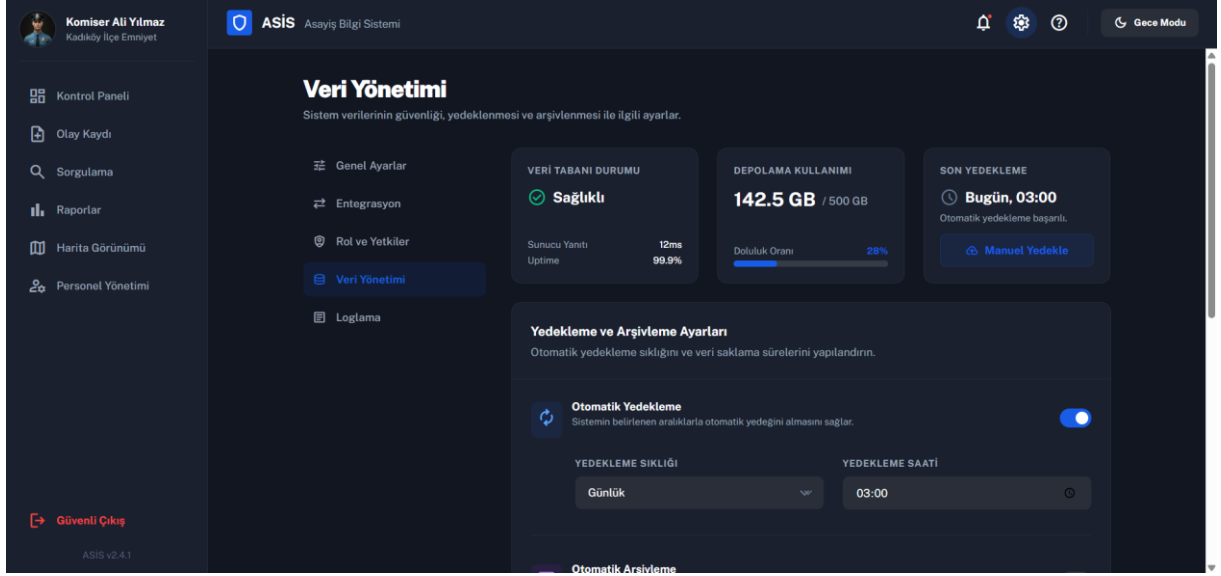 Komiser Ali Yılmaz
Kadıköy İlçe Emniyet
Kontrol Paneli
Olay Kaydı
Sorgulama
Raporlar
Harita Görünümü
Personel Yönetimi
Güvenli Çıkış
ASİS v2.4.1
ASİS Asayiş Bilgi Sistemi
Gece Modu
Veri Yönetimi
Sistem verilerinin güvenliği, yedeklenmesi ve arşivlenmesi ile ilgili ayarlar.
Genel Ayarlar
Entegrasyon
Rol ve Yetkiler
Veri Yönetimi
Loglama
VERİ TABANI DURUMU
Sağlıklı
Sunucu Yanıtı 12ms
Uptime 99.9%
DEPOLAMA KULLANIMI
142.5 GB / 500 GB
Doluluk Oranı 28%
SON YEDEKLEME
Bugün, 03:00
Otomatik yedekleme başarılı.
Manuel Yedekle
Yedekleme ve Arşivleme Ayarları
Otomatik yedekleme sıklığını ve veri saklama sürelerini yapılandırın.
Otomatik Yedekleme
Sistemin belirlenen aralıklarla otomatik yedeğini almasını sağlar.
YEDEKLEME SIKLIĞI
Günlük
YEDEKLEME SAATİ
03:00
Otomatik Arşivleme